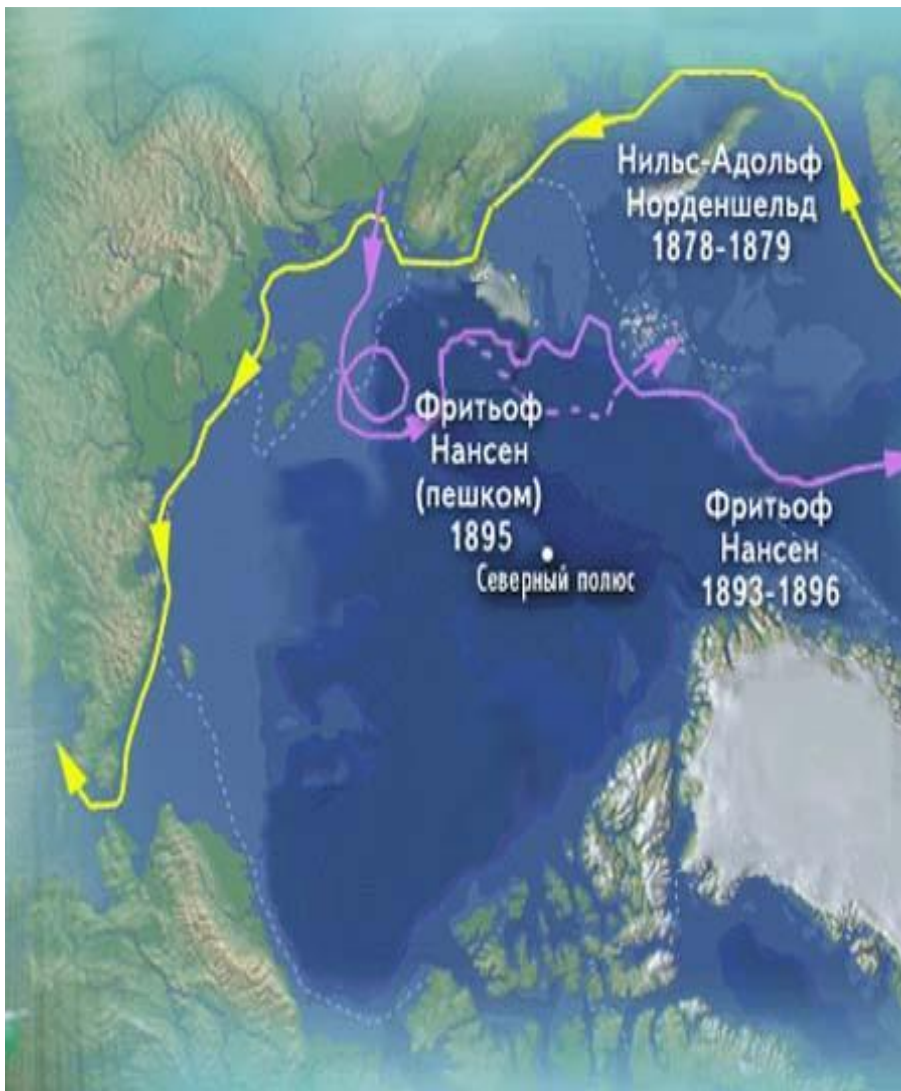 Нильс-Адольф
Норденшельд
1878-1879
Фритьоф
Нансен
(пешком)
1895
Северный полюс
Фритьоф
Нансен
1893-1896